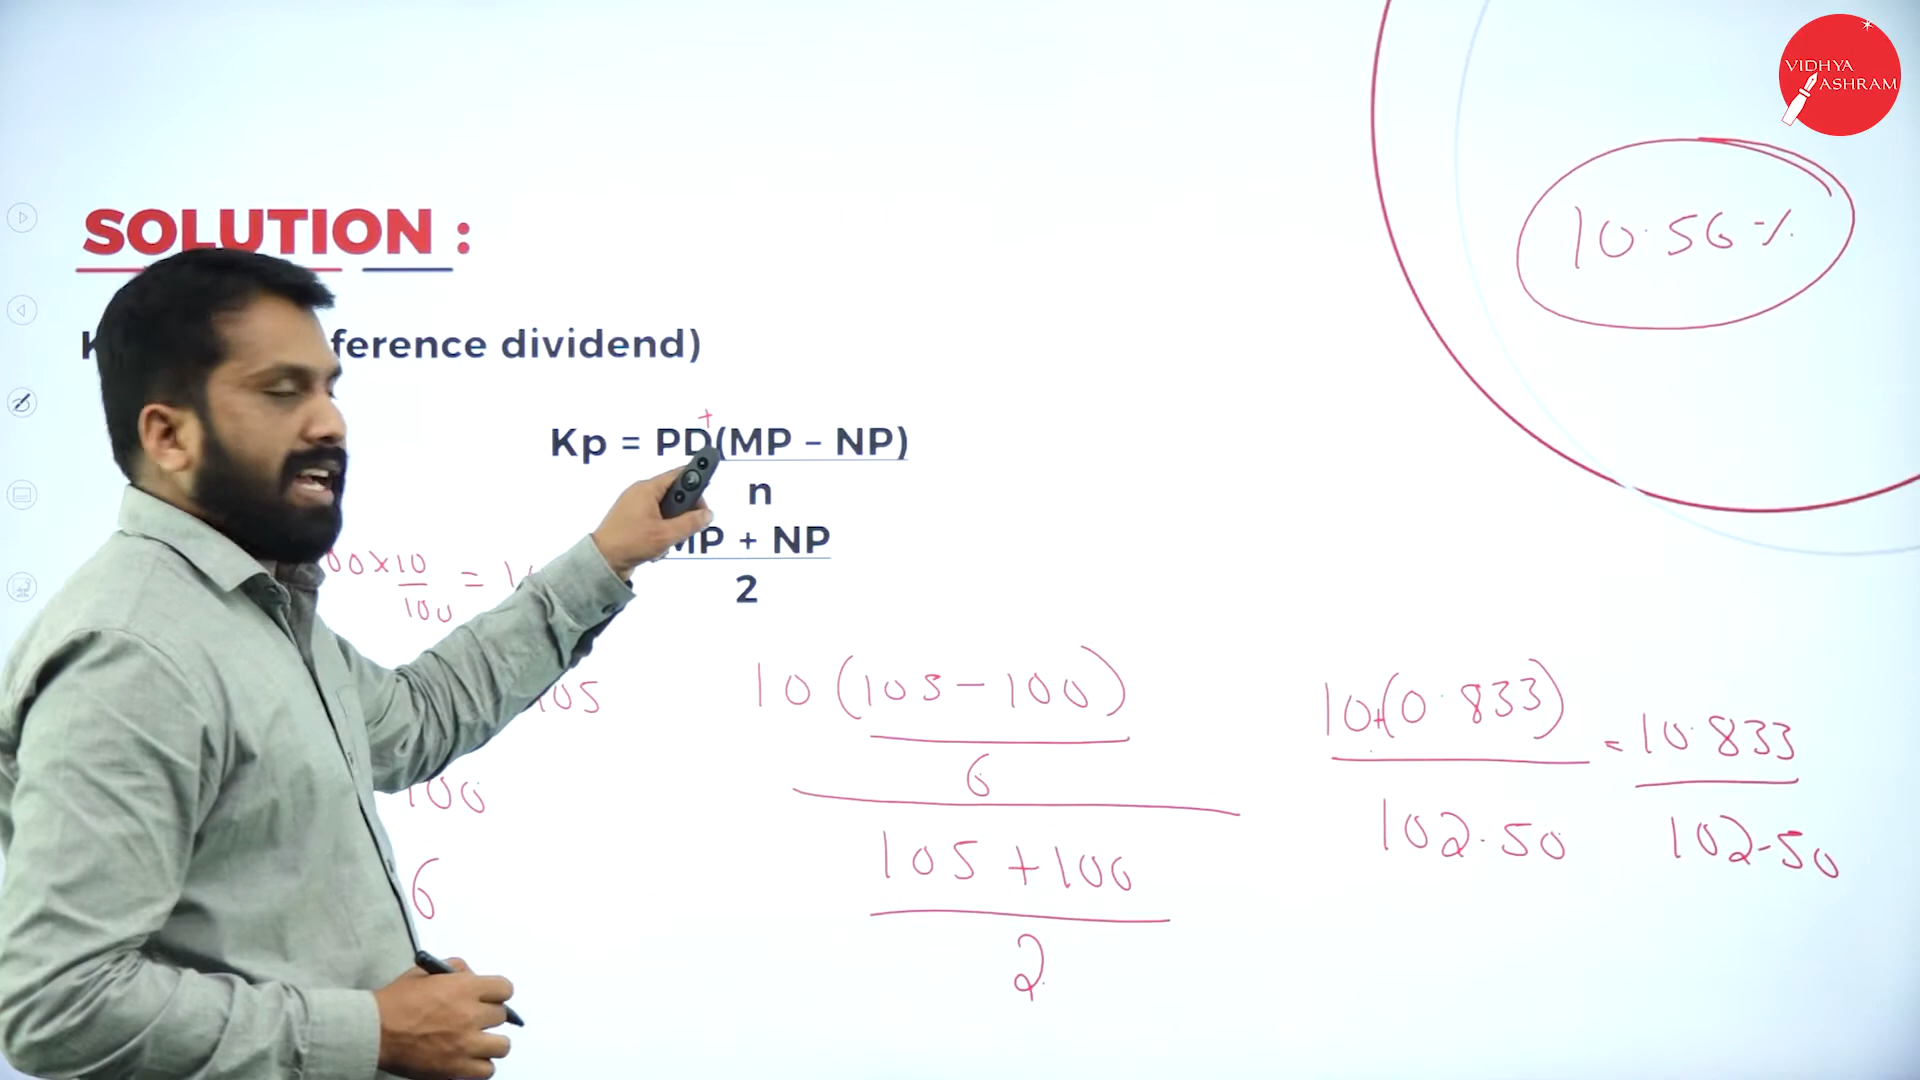 VIDHYA
ASHRAM
10.56%
SOLUTION :
ference dividend)
+
Kp = PD(MP – NP)
n
MP + NP
2
00 × 10 =
100
105
100
6
10 (105 – 100)
6
105 + 100
2
10+(0.833)
102.50
= 10.833
102.50